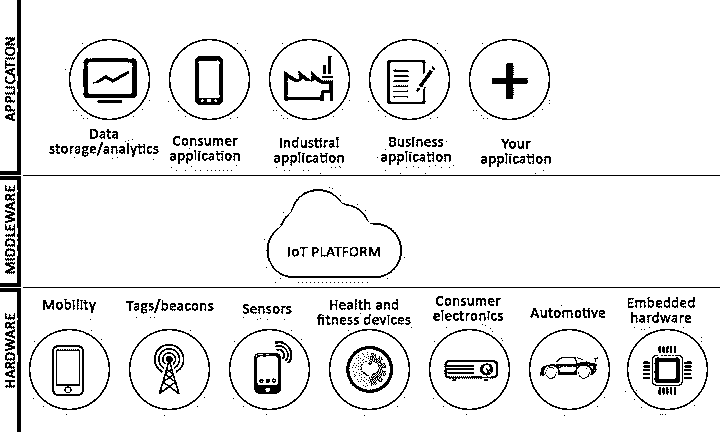 APPLICATION
Data
storage/analytics
Consumer
application
Industiral
application
Business
application
Your
application
MIDDLEWARE
IoT PLATFORM
HARDWARE
Mobility
Tags/beacons
Sensors
Health and
fitness devices
Consumer
electronics
Automotive
Embedded
hardware